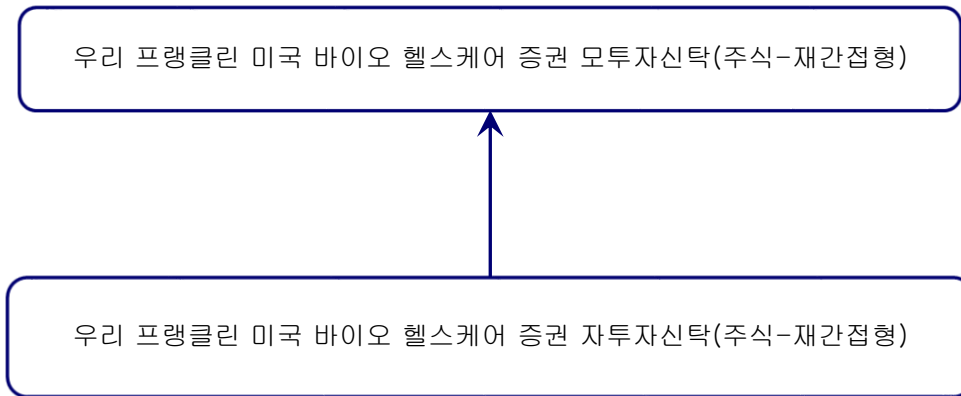 우리 프랭클린 미국 바이오 헬스케어 증권 모투자신탁(주식-재간접형)
우리 프랭클린 미국 바이오 헬스케어 증권 자투자신탁(주식-재간접형)